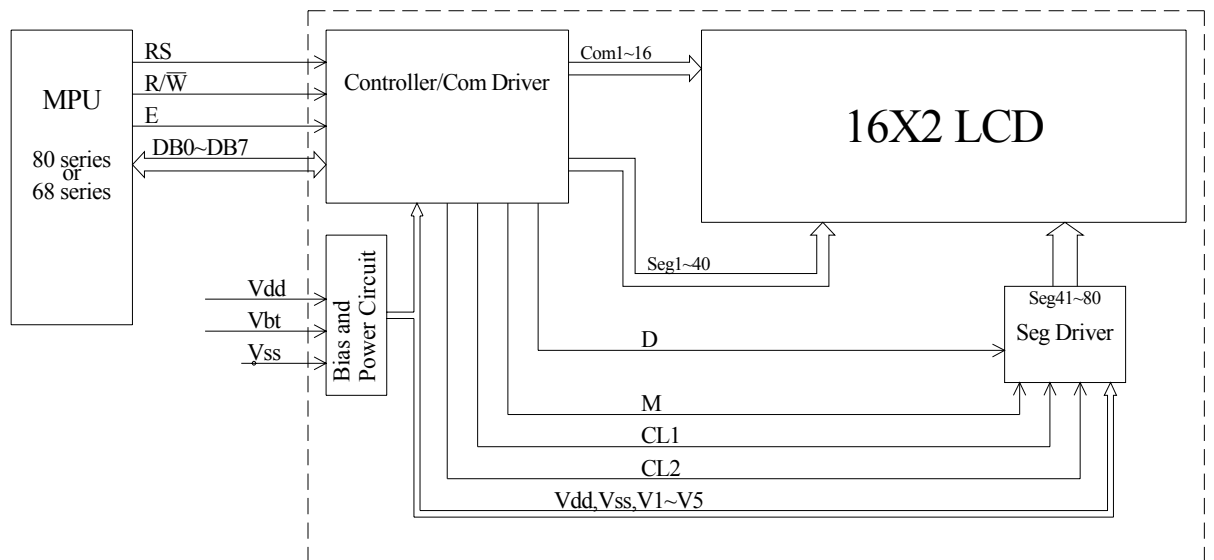 MPU
80 series
or
68 series
RS
R/W̅
E
DB0~DB7
Controller/Com Driver
Com1~16
16X2 LCD
Seg1~40
Vdd
Vbt
Vss
Bias and
Power Circuit
Seg41~80
Seg Driver
D
M
CL1
CL2
Vdd,Vss,V1~V5